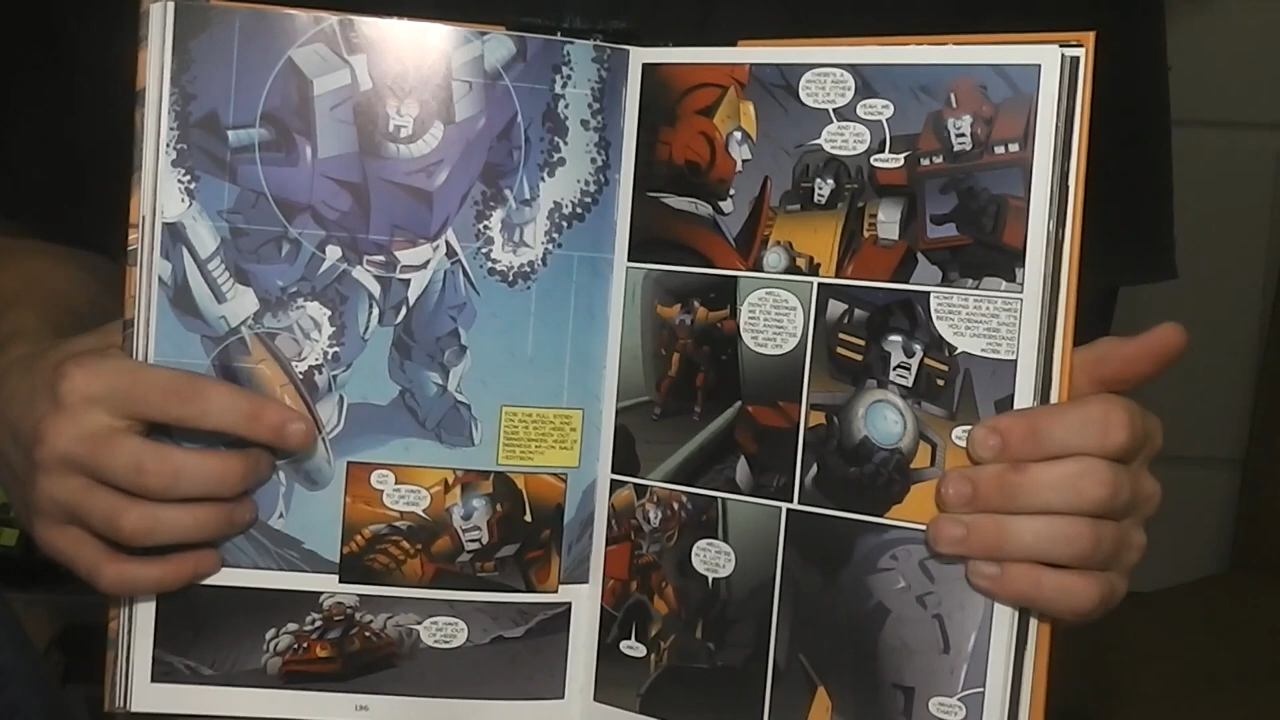 FOR THE FULL STORY
ON GALVATRON, AND
HOW HE GOT HERE, BE
SURE TO CHECK OUT
TRANSFORMERS: HEART OF
DARKNESS #1—ON SALE
THIS MONTH!
—EDITRON
OH
NO.
WE HAVE
TO GET OUT
OF HERE.
WE HAVE
TO GET OUT
OF HERE
NOW!
136
THERE'S A
WHOLE ARMY
ON THE OTHER
SIDE OF THE
PLAINS.
YEAH, WE
KNOW.
AND I
THINK THEY
SAW ME AND
WHEELIE.
WHAT?!
WELL,
YOU GUYS
DIDN'T PREPARE
ME FOR WHAT I
WAS GOING TO
FIND! ANYWAY, IT
DOESN'T MATTER.
WE HAVE TO
TAKE OFF.
HOW? THE MATRIX ISN'T
WORKING AS A POWER
SOURCE ANYMORE. IT'S
BEEN DORMANT SINCE
YOU GOT HERE. DO
YOU UNDERSTAND
HOW TO
WORK IT?
WELL,
THEN WE'RE
IN A LOT OF
TROUBLE
HERE.
WHAT'S
THAT?